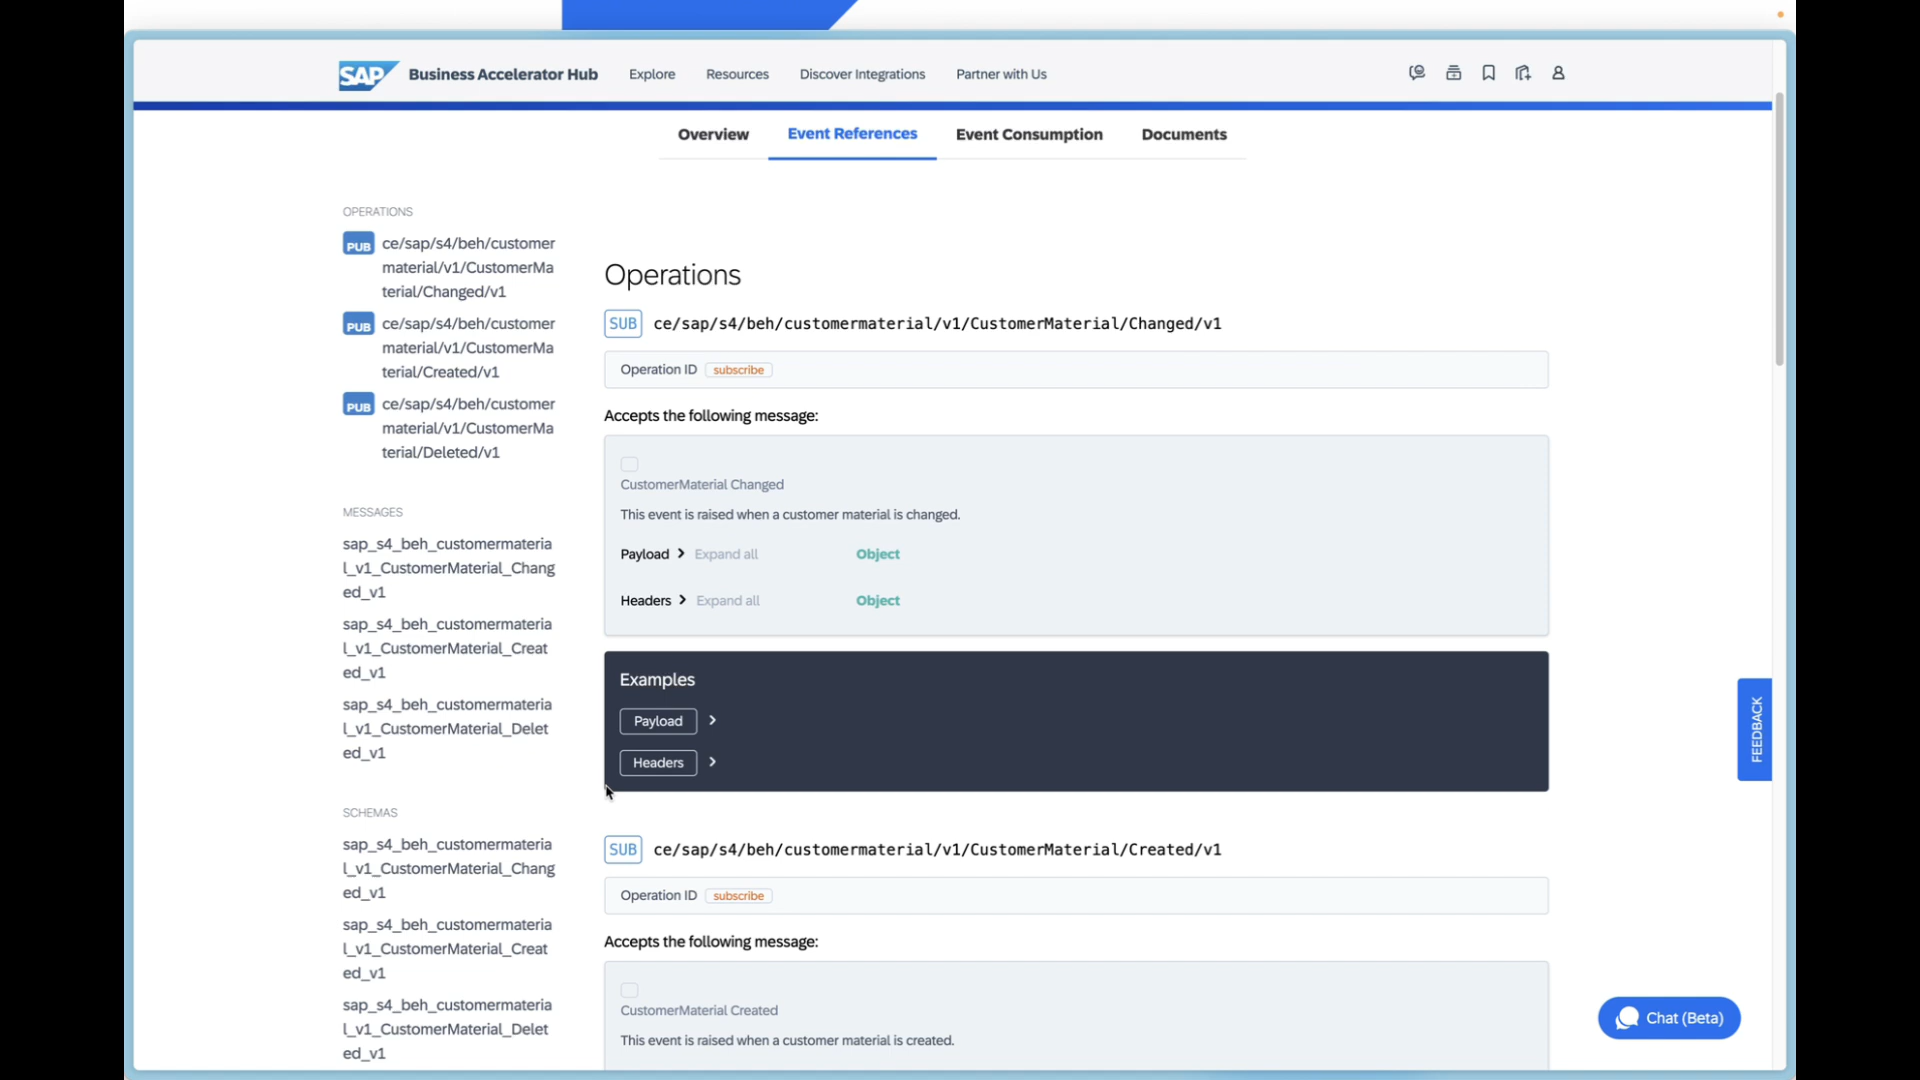 SAP Business Accelerator Hub Explore Resources Discover Integrations Partner with Us
Overview Event References Event Consumption Documents
OPERATIONS
PUB ce/sap/s4/beh/customer
material/v1/CustomerMa
terial/Changed/v1
PUB ce/sap/s4/beh/customer
material/v1/CustomerMa
terial/Created/v1
PUB ce/sap/s4/beh/customer
material/v1/CustomerMa
terial/Deleted/v1
MESSAGES
sap_s4_beh_customermateria
l_v1_CustomerMaterial_Chang
ed_v1
sap_s4_beh_customermateria
l_v1_CustomerMaterial_Creat
ed_v1
sap_s4_beh_customermateria
l_v1_CustomerMaterial_Delet
ed_v1
SCHEMAS
sap_s4_beh_customermateria
l_v1_CustomerMaterial_Chang
ed_v1
sap_s4_beh_customermateria
l_v1_CustomerMaterial_Creat
ed_v1
sap_s4_beh_customermateria
l_v1_CustomerMaterial_Delet
ed_v1
Operations
SUB ce/sap/s4/beh/customermaterial/v1/CustomerMaterial/Changed/v1
Operation ID subscribe
Accepts the following message:
CustomerMaterial Changed
This event is raised when a customer material is changed.
Payload Expand all Object
Headers Expand all Object
Examples
Payload
Headers
SUB ce/sap/s4/beh/customermaterial/v1/CustomerMaterial/Created/v1
Operation ID subscribe
Accepts the following message:
CustomerMaterial Created
This event is raised when a customer material is created.
FEEDBACK
Chat (Beta)